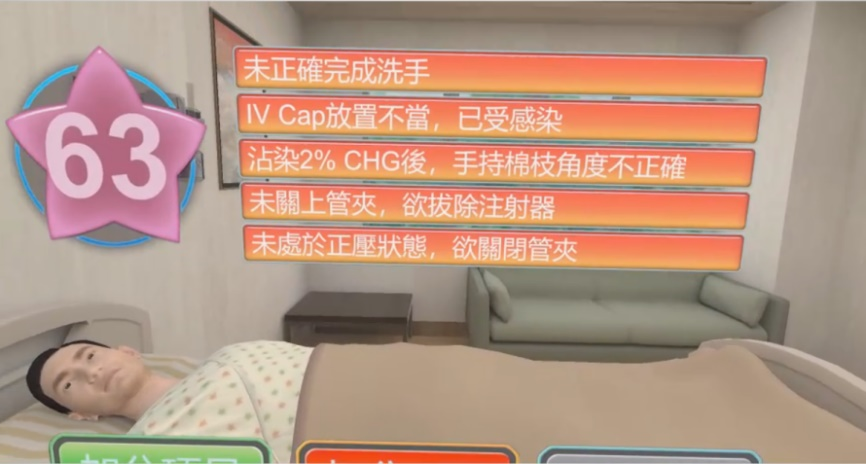 63
未正確完成洗手
IV Cap放置不當，已受感染
沾染2% CHG後，手持棉枝角度不正確
未關上管夾，欲拔除注射器
未處於正壓狀態，欲關閉管夾